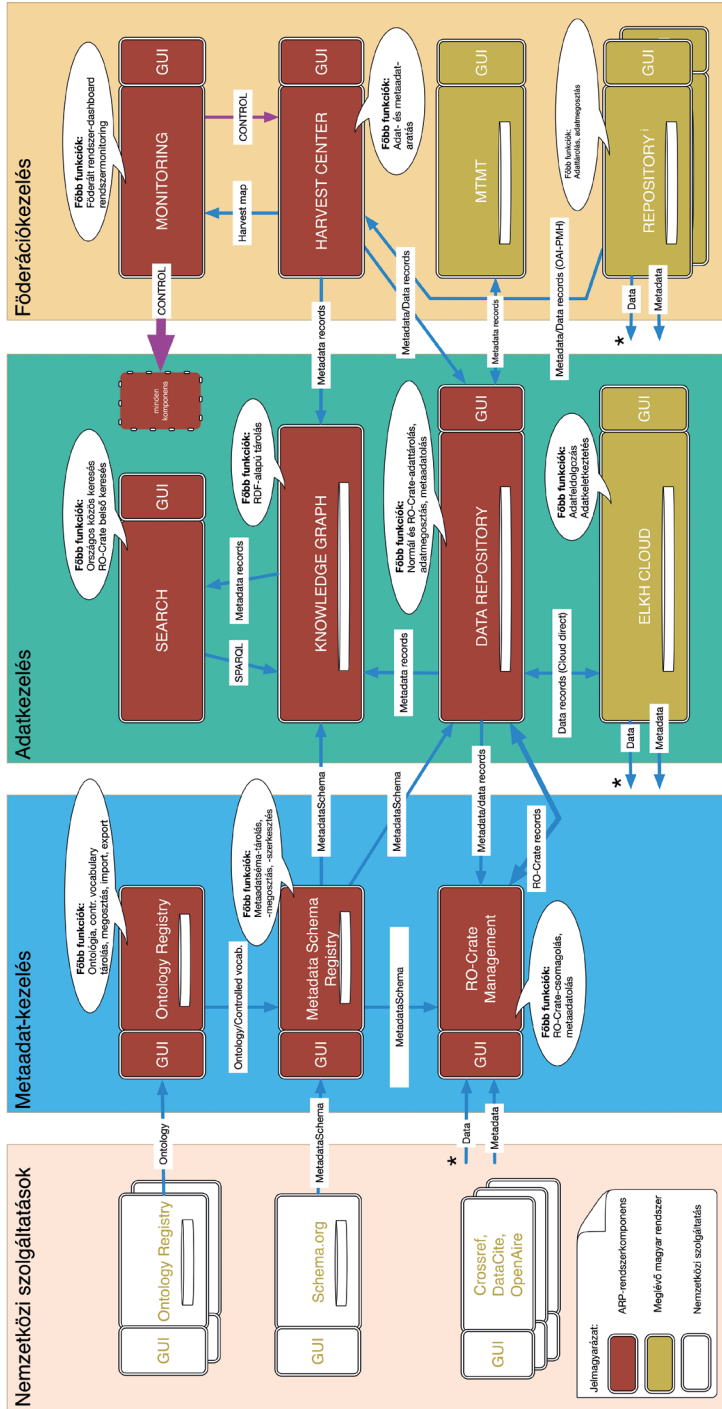 Nemzetközi szolgáltatások
GUI
Ontology Registry
Ontology
GUI
Schema.org
MetadataSchema
GUI
Crossref,
DataCite,
OpenAire
*
Data
Metadata
Jelmagyarázat:
ARP-rendszerkomponens
Meglévő magyar rendszer
Nemzetközi szolgáltatás
Metaadat-kezelés
Főbb funkciók:
Ontológia, contr. vocabulary
tárolás, megosztás, import, export
GUI
Ontology Registry
Ontology/Controlled vocab.
Főbb funkciók:
Metaadatséma-tárolás,
-megosztás, -szerkesztés
GUI
Metadata Schema
Registry
MetadataSchema
MetadataSchema
MetadataSchema
GUI
RO-Crate
Management
Metadata/data records
RO-Crate records
Főbb funkciók:
RO-Crate-csomagolás,
metaadatolás
Adatkezelés
Főbb funkciók:
Országos közös keresés
RO-Crate belső keresés
SEARCH
GUI
minden
komponens
SPARQL
Metadata records
Főbb funkciók:
RDF-alapú tárolás
KNOWLEDGE GRAPH
Metadata records
Főbb funkciók:
Normál és RO-Crate-adattárolás,
adatmegosztás, metaadatolás
DATA REPOSITORY
GUI
Data records (Cloud direct)
Főbb funkciók:
Adatfeldolgozás
Adatkeletkeztetés
ELKH CLOUD
GUI
*
Data
Metadata
Föderációkezelés
Főbb funkciók:
Föderált rendszer-dashboard
rendszermonitoring
MONITORING
GUI
CONTROL
Harvest map
CONTROL
Főbb funkciók:
Adat- és metaadat-
aratás
HARVEST CENTER
GUI
Metadata records
Metadata/Data records
MTMT
GUI
Metadata records
Metadata/Data records (OAI-PMH)
Főbb funkciók:
Adattárolás, adatmegosztás
REPOSITORY i
GUI
*
Data
Metadata